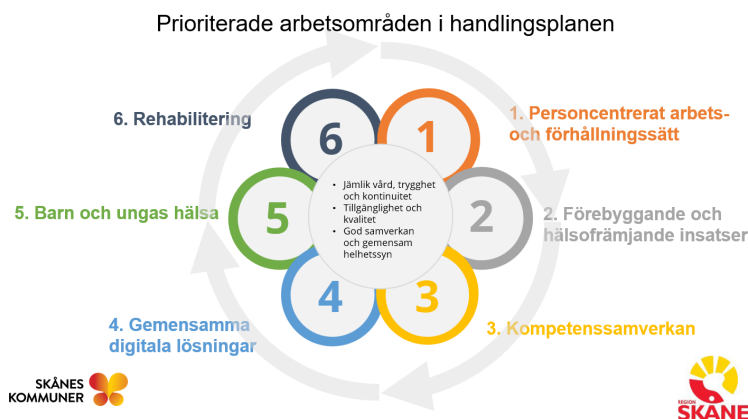 Prioriterade arbetsområden i handlingsplanen
6. Rehabilitering
1. Personcentrerat arbets-
och förhållningssätt
6
1
5. Barn och ungas hälsa
5
• Jämlik vård, trygghet
och kontinuitet
• Tillgänglighet och
kvalitet
• God samverkan
och gemensam
helhetssyn
2
2. Förebyggande och
hälsofrämjande insatser
4
3
4. Gemensamma
digitala lösningar
3. Kompetenssamverkan
SKÅNES
KOMMUNER
REGION
SKÅNE